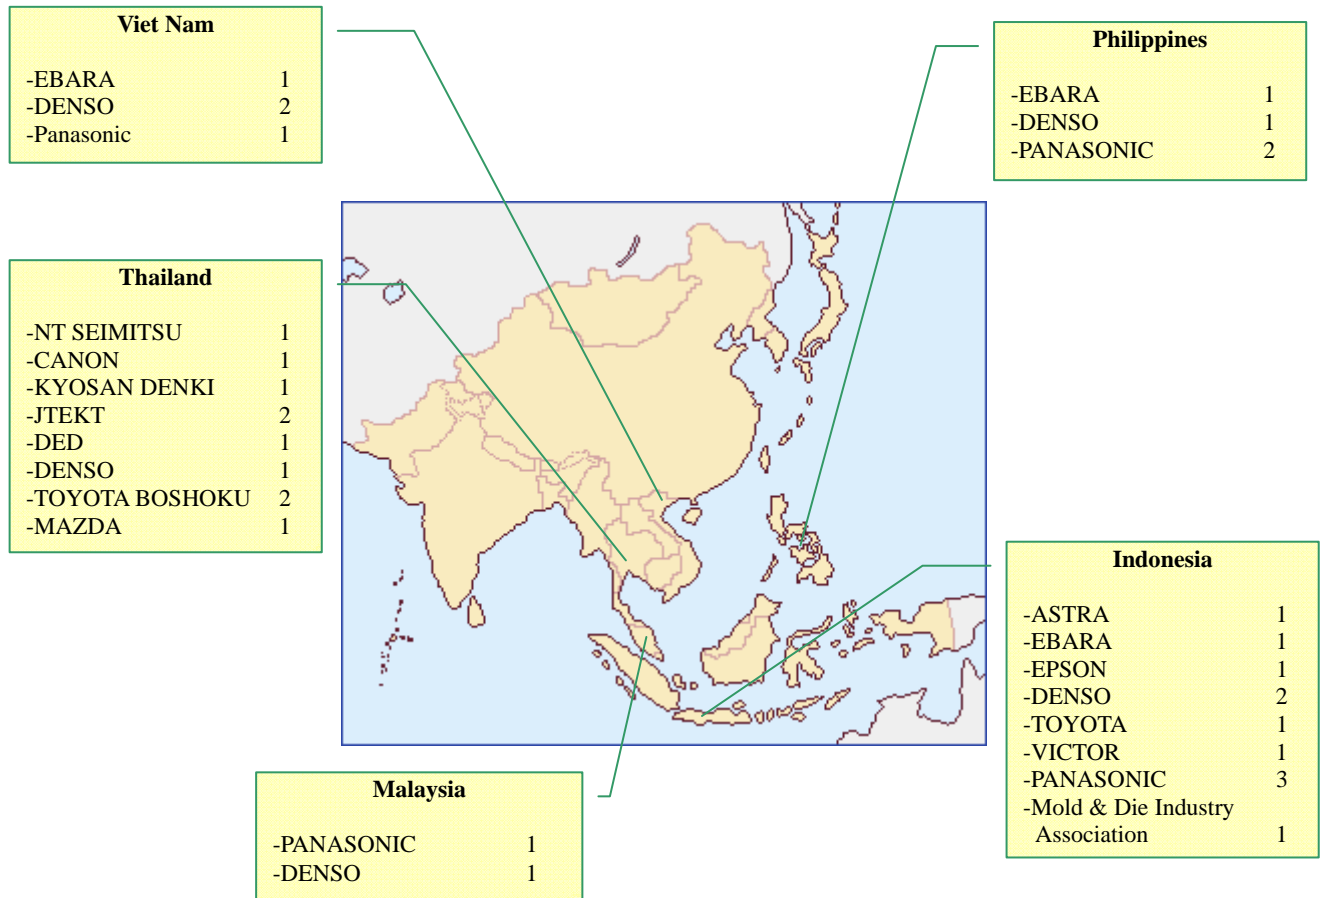 Viet Nam
-EBARA 1
-DENSO 2
-Panasonic 1
Philippines
-EBARA 1
-DENSO 1
-PANASONIC 2
Thailand
-NT SEIMITSU 1
-CANON 1
-KYOSAN DENKI 1
-JTEKT 2
-DED 1
-DENSO 1
-TOYOTA BOSHOKU 2
-MAZDA 1
Indonesia
-ASTRA 1
-EBARA 1
-EPSON 1
-DENSO 2
-TOYOTA 1
-VICTOR 1
-PANASONIC 3
-Mold & Die Industry
Association 1
Malaysia
-PANASONIC 1
-DENSO 1